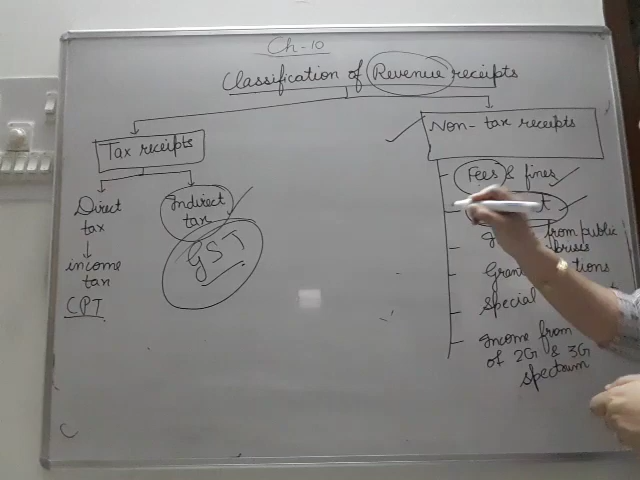 Ch-10
Classification of Revenue receipts
Tax receipts
Non-tax receipts
Direct
tax
income
tax
CPT
Indirect
tax
GST
Fees & fines
from public
Grant
Special
Income from
of 2G & 3G
spectrum